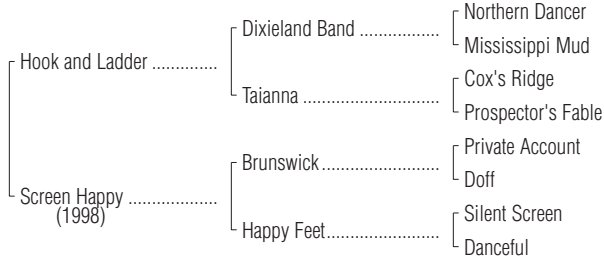 Northern Dancer
Dixieland Band ..................
Mississippi Mud
Hook and Ladder ..............
Cox's Ridge
Taianna ..............................
Prospector's Fable
Private Account
Brunswick..........................
Doff
Screen Happy ..................
(1998)
Silent Screen
Happy Feet.........................
Danceful